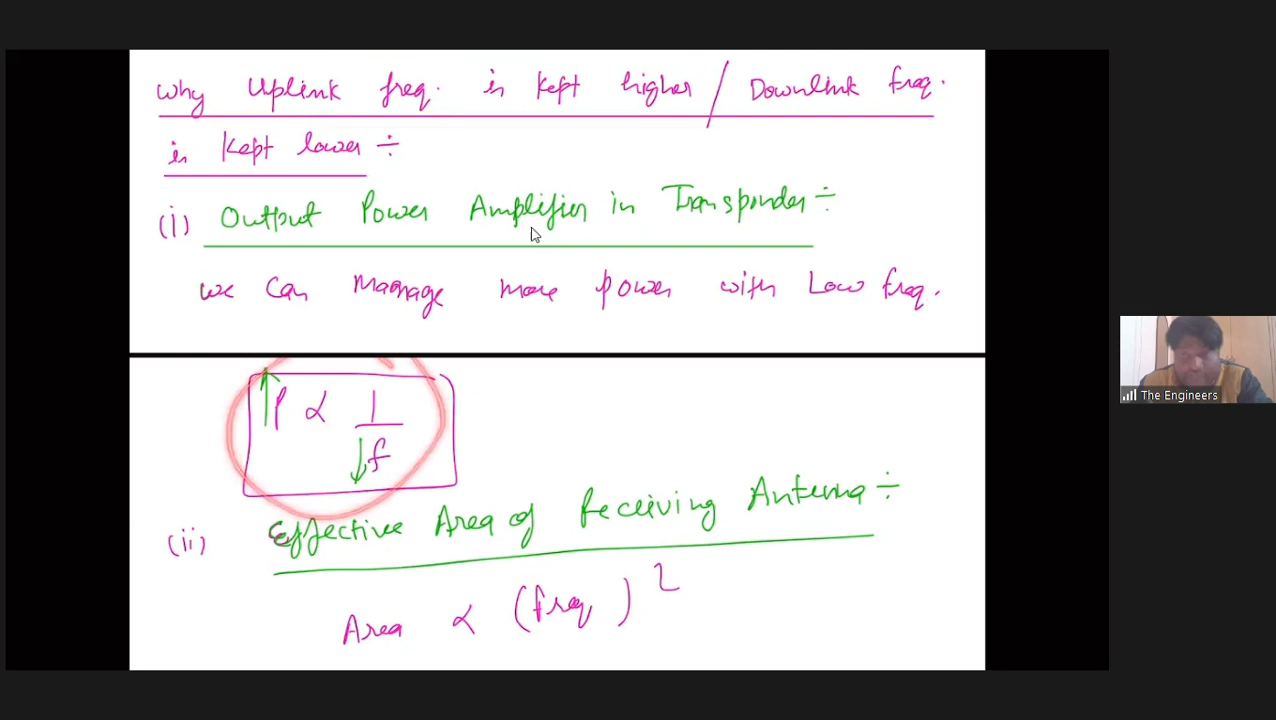 why Uplink freq. is kept higher / Downlink freq.
is kept lower ÷
(i) Output Power Amplifier in Transponder ÷
we can manage more power with Low freq.
↑P ∝ 1/↓f
(ii) Effective Area of Receiving Antenna ÷
Area ∝ (freq)²
The Engineers